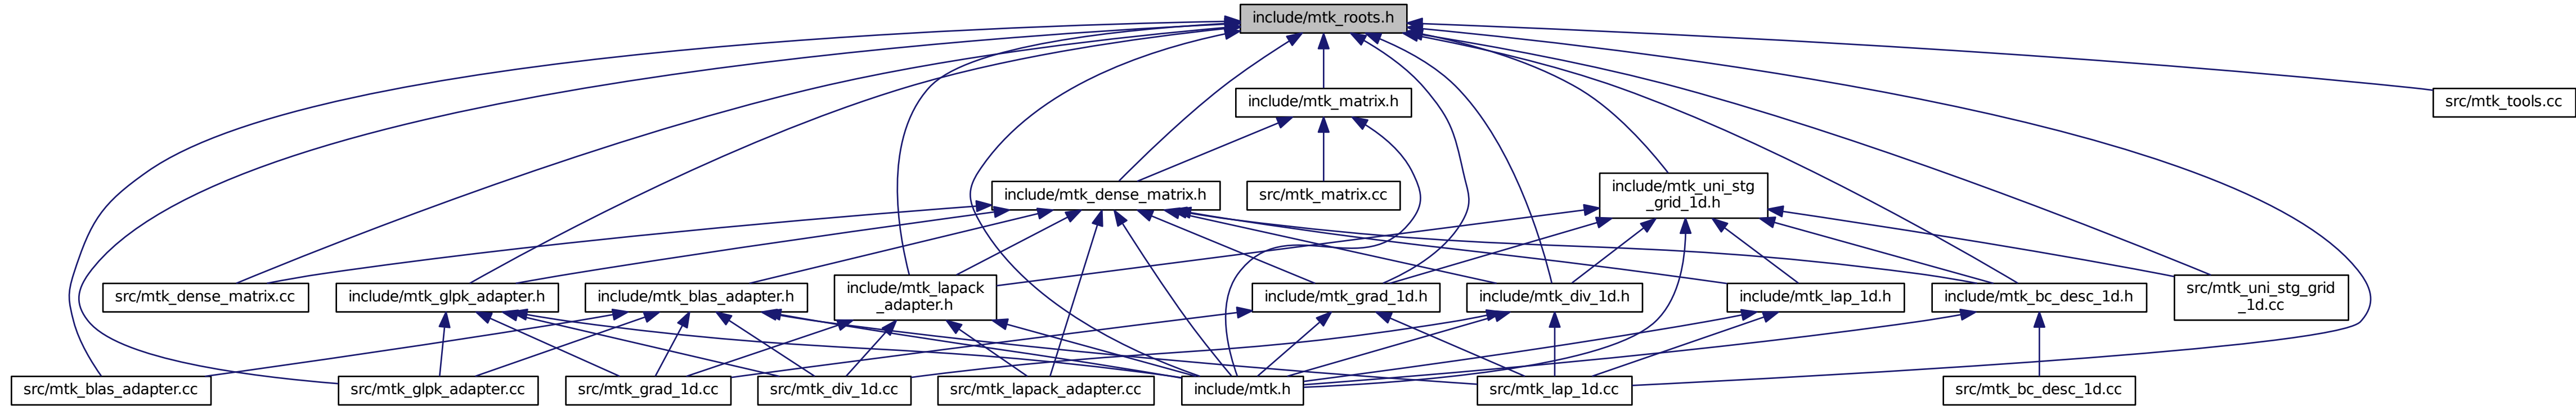 include/mtk_roots.h
include/mtk_matrix.h
src/mtk_tools.cc
include/mtk_dense_matrix.h
src/mtk_matrix.cc
include/mtk_uni_stg
_grid_1d.h
src/mtk_dense_matrix.cc
include/mtk_glpk_adapter.h
include/mtk_blas_adapter.h
include/mtk_lapack
_adapter.h
include/mtk_grad_1d.h
include/mtk_div_1d.h
include/mtk_lap_1d.h
include/mtk_bc_desc_1d.h
src/mtk_uni_stg_grid
_1d.cc
src/mtk_blas_adapter.cc
src/mtk_glpk_adapter.cc
src/mtk_grad_1d.cc
src/mtk_div_1d.cc
src/mtk_lapack_adapter.cc
include/mtk.h
src/mtk_lap_1d.cc
src/mtk_bc_desc_1d.cc